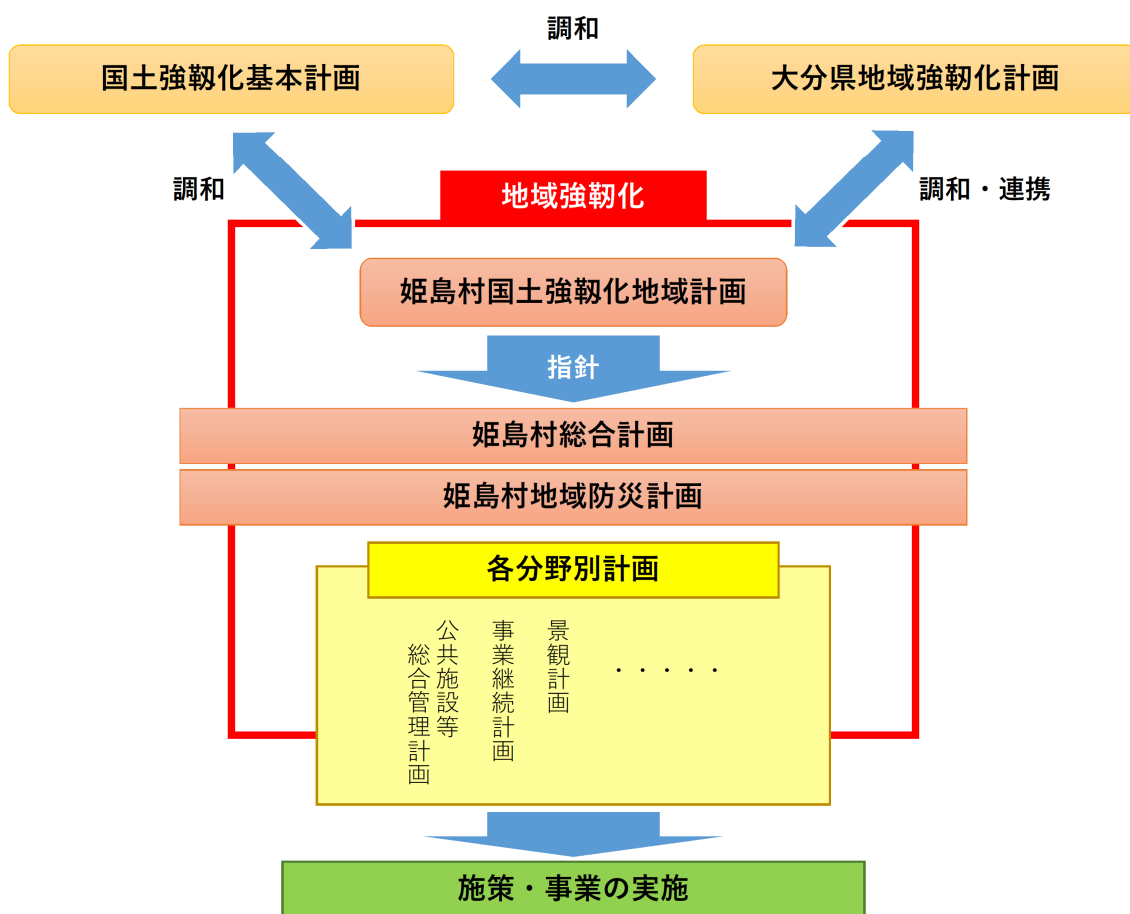 調和
国土強靱化基本計画
大分県地域強靱化計画
調和
調和・連携
地域強靱化
姫島村国土強靱化地域計画
指針
姫島村総合計画
姫島村地域防災計画
各分野別計画
公共施設等
総合管理計画
事業継続計画
景観計画
・・・・・
施策・事業の実施